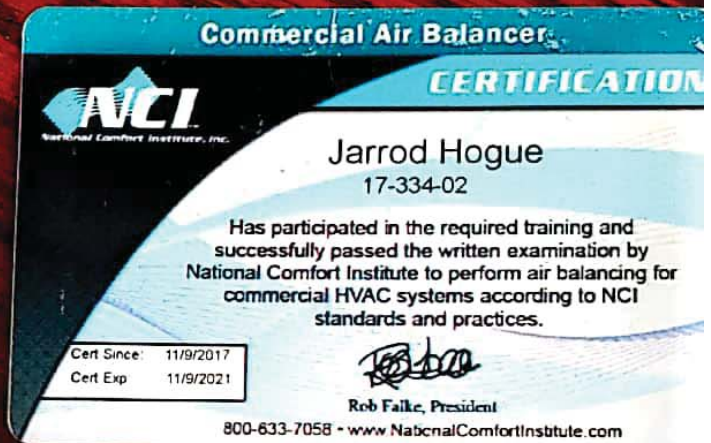 Commercial Air Balancer
CERTIFICATION
NCI
National Comfort Institute, Inc.
Jarrod Hogue
17-334-02
Has participated in the required training and
successfully passed the written examination by
National Comfort Institute to perform air balancing for
commercial HVAC systems according to NCI
standards and practices.
Cert Since: 11/9/2017
Cert Exp 11/9/2021
Rob Falke, President
800-633-7058 - www.NationalComfortInstitute.com